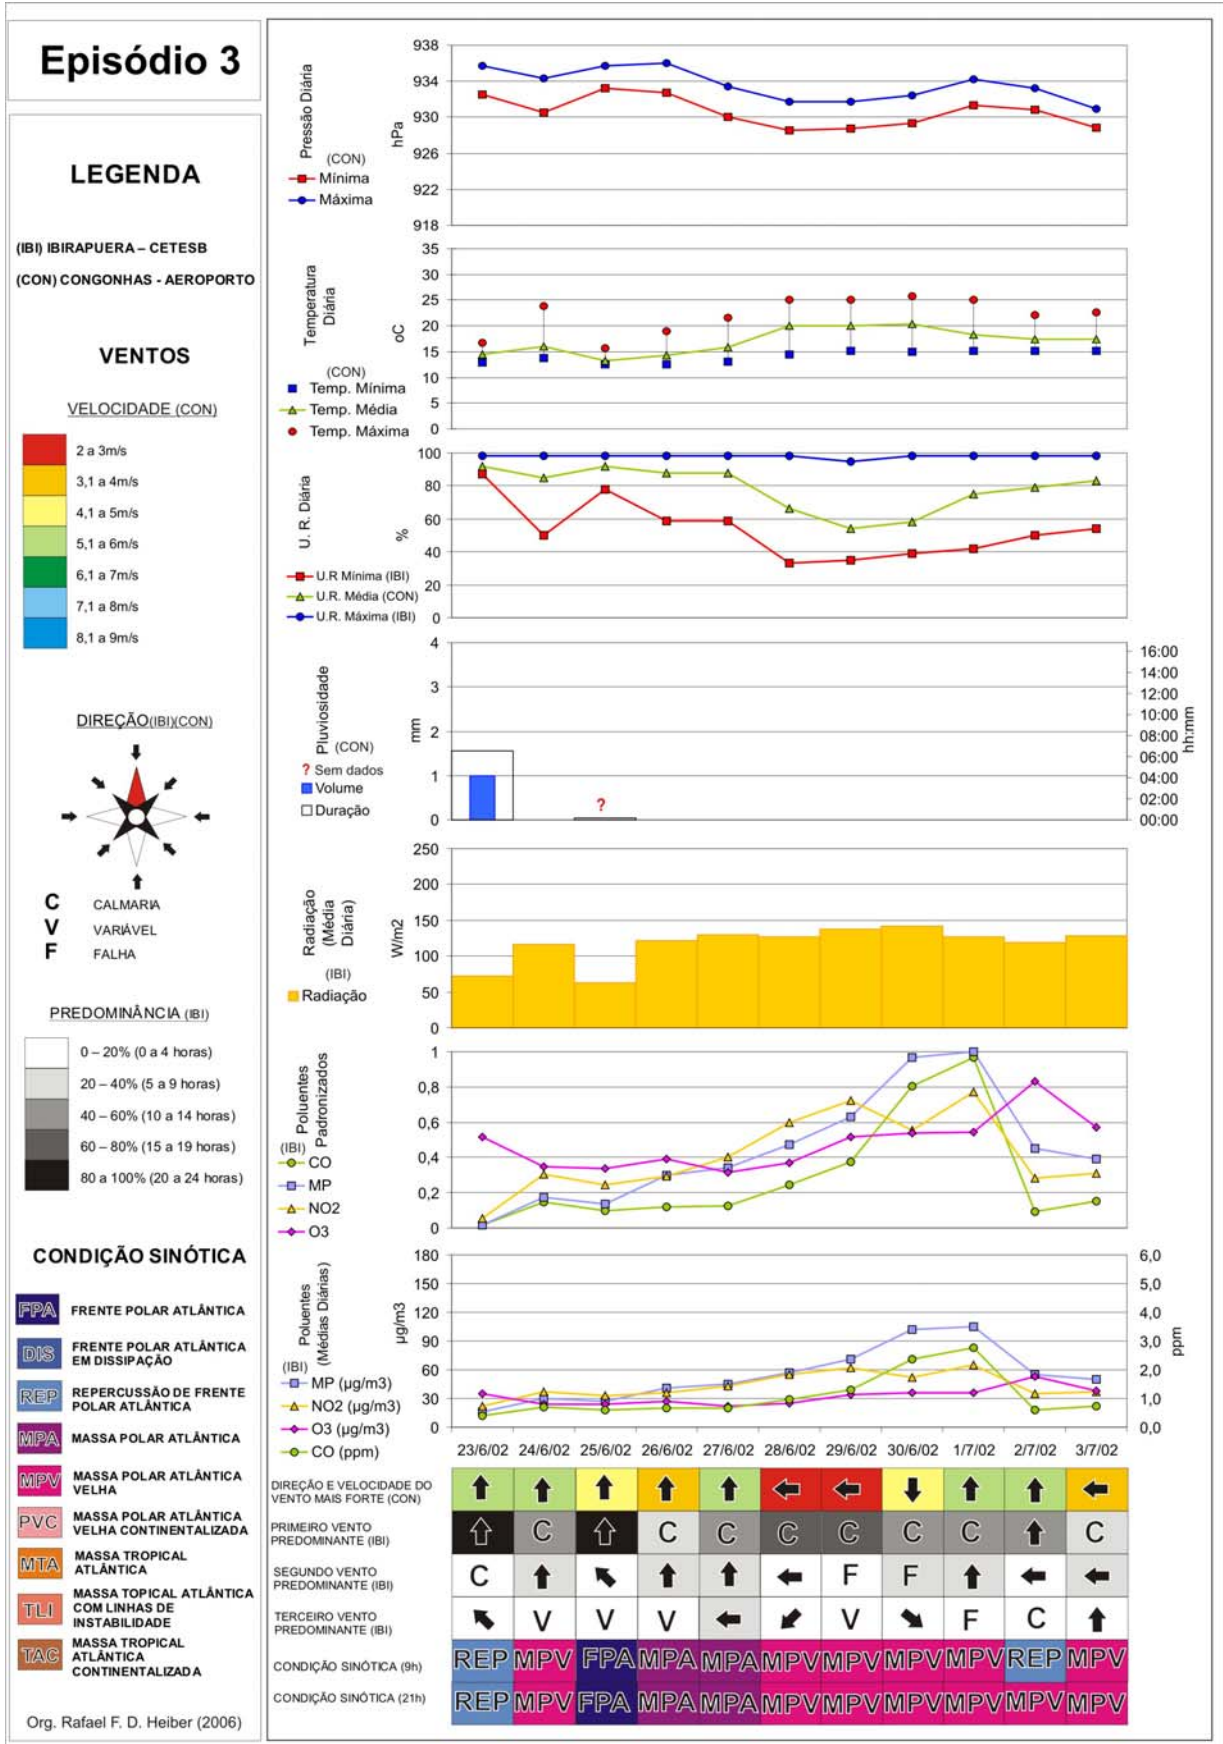 Episódio 3
LEGENDA
(IBI) IBIRAPUERA – CETESB
(CON) CONGONHAS - AEROPORTO
VENTOS
VELOCIDADE (CON)
2 a 3m/s
3,1 a 4m/s
4,1 a 5m/s
5,1 a 6m/s
6,1 a 7m/s
7,1 a 8m/s
8,1 a 9m/s
DIREÇÃO(IBI)(CON)
C CALMARIA
V VARIÁVEL
F FALHA
PREDOMINÂNCIA (IBI)
0 – 20% (0 a 4 horas)
20 – 40% (5 a 9 horas)
40 – 60% (10 a 14 horas)
60 – 80% (15 a 19 horas)
80 a 100% (20 a 24 horas)
CONDIÇÃO SINÓTICA
FPA FRENTE POLAR ATLÂNTICA
DIS FRENTE POLAR ATLÂNTICA
EM DISSIPAÇÃO
REP REPERCUSSÃO DE FRENTE
POLAR ATLÂNTICA
MPA MASSA POLAR ATLÂNTICA
MPV MASSA POLAR ATLÂNTICA
VELHA
PVC MASSA POLAR ATLÂNTICA
VELHA CONTINENTALIZADA
MTA MASSA TROPICAL
ATLÂNTICA
TLI MASSA TOPICAL ATLÂNTICA
COM LINHAS DE
INSTABILIDADE
TAC MASSA TROPICAL
ATLÂNTICA
CONTINENTALIZADA
Org. Rafael F. D. Heiber (2006)
Pressão Diária
hPa
(CON)
Mínima
Máxima
938
934
930
926
922
918
Temperatura
Diária
oC
(CON)
Temp. Mínima
Temp. Média
Temp. Máxima
35
30
25
20
15
10
5
0
U. R. Diária
%
U.R Mínima (IBI)
U.R. Média (CON)
U.R. Máxima (IBI)
100
80
60
40
20
0
Pluviosidade
mm
(CON)
? Sem dados
Volume
Duração
4
3
2
1
0
?
16:00
14:00
12:00
10:00
08:00
06:00
04:00
02:00
00:00
hh:mm
Radiação
(Média
Diária)
W/m2
(IBI)
Radiação
250
200
150
100
50
0
Poluentes
Padronizados
(IBI)
CO
MP
NO2
O3
1
0,8
0,6
0,4
0,2
0
Poluentes
(Médias Diárias)
µg/m3
(IBI)
MP (µg/m3)
NO2 (µg/m3)
O3 (µg/m3)
CO (ppm)
180
150
120
90
60
30
0
6,0
5,0
4,0
3,0
2,0
1,0
0,0
ppm
23/6/02 24/6/02 25/6/02 26/6/02 27/6/02 28/6/02 29/6/02 30/6/02 1/7/02 2/7/02 3/7/02
DIREÇÃO E VELOCIDADE DO
VENTO MAIS FORTE (CON)
PRIMEIRO VENTO
PREDOMINANTE (IBI)
C C C C C C C C
SEGUNDO VENTO
PREDOMINANTE (IBI)
C F F
TERCEIRO VENTO
PREDOMINANTE (IBI)
V V V V F C
CONDIÇÃO SINÓTICA (9h)
REP MPV FPA MPA MPA MPV MPV MPV MPV REP MPV
CONDIÇÃO SINÓTICA (21h)
REP MPV FPA MPA MPA MPV MPV MPV MPV MPV MPV